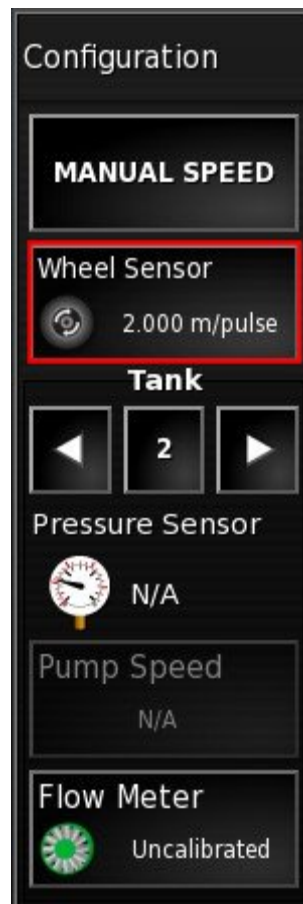 Configuration
MANUAL SPEED
Wheel Sensor
2.000 m/pulse
Tank
2
Pressure Sensor
N/A
Pump Speed
N/A
Flow Meter
Uncalibrated